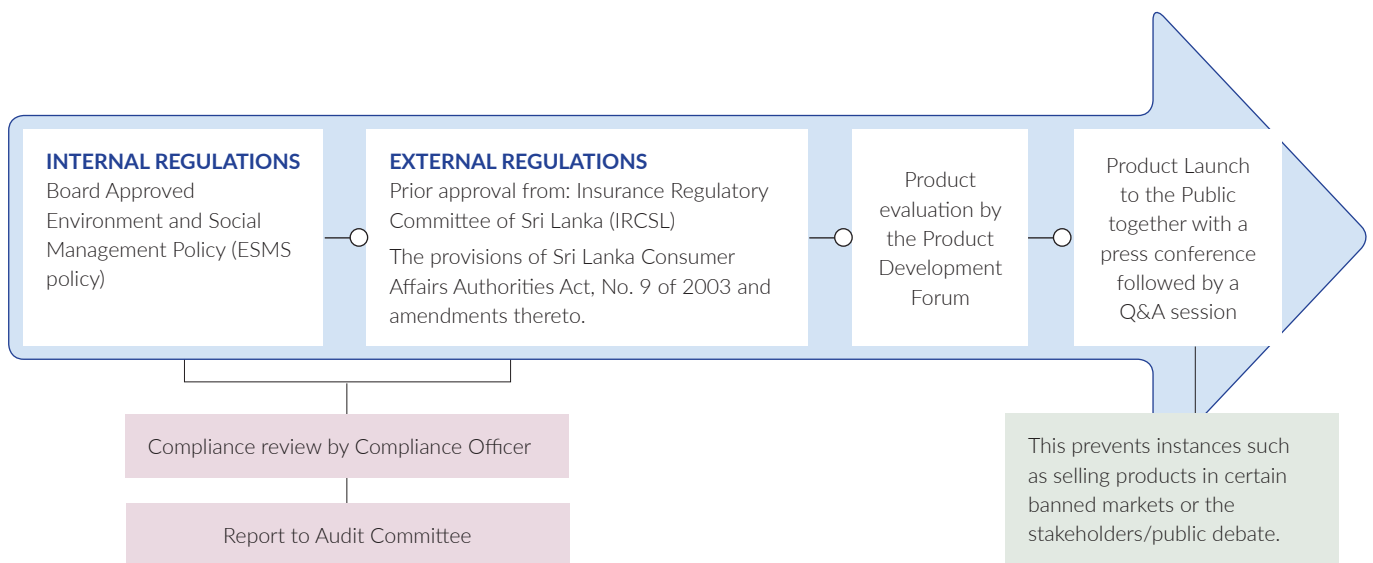 INTERNAL REGULATIONS
Board Approved
Environment and Social
Management Policy (ESMS
policy)
EXTERNAL REGULATIONS
Prior approval from: Insurance Regulatory
Committee of Sri Lanka (IRCSL)
The provisions of Sri Lanka Consumer
Affairs Authorities Act, No. 9 of 2003 and
amendments thereto.
Product
evaluation by
the Product
Development
Forum
Product Launch
to the Public
together with a
press conference
followed by a
Q&A session
Compliance review by Compliance Officer
Report to Audit Committee
This prevents instances such
as selling products in certain
banned markets or the
stakeholders/public debate.